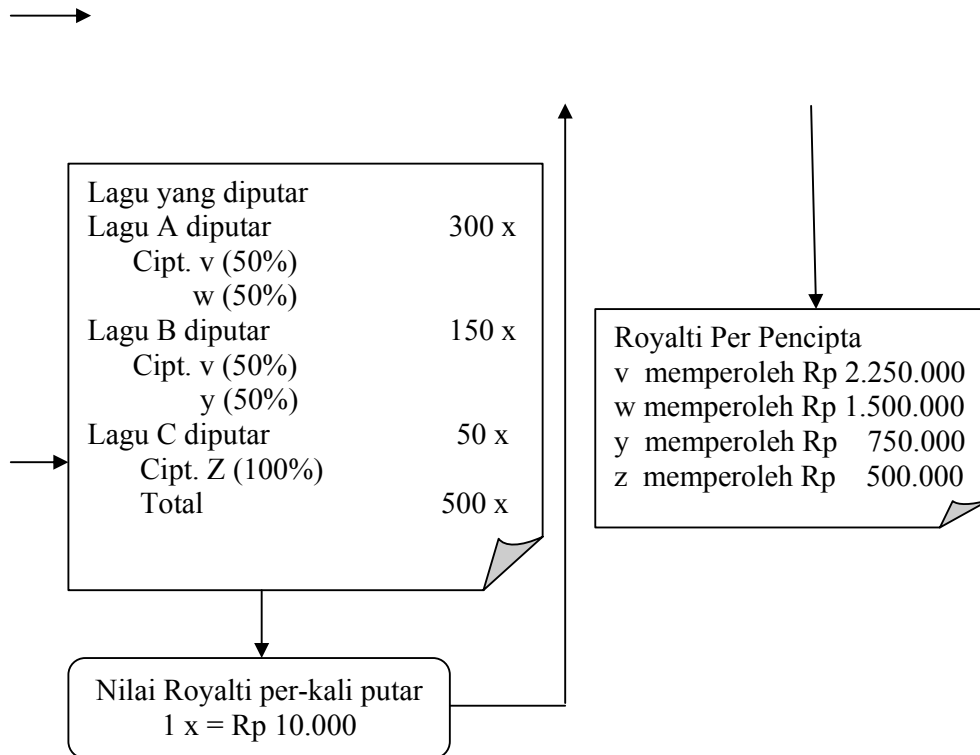 Lagu yang diputar
Lagu A diputar 300 x
Cipt. v (50%)
w (50%)
Lagu B diputar 150 x
Cipt. v (50%)
y (50%)
Lagu C diputar 50 x
Cipt. Z (100%)
Total 500 x
Nilai Royalti per-kali putar
1 x = Rp 10.000
Royalti Per Pencipta
v memperoleh Rp 2.250.000
w memperoleh Rp 1.500.000
y memperoleh Rp 750.000
z memperoleh Rp 500.000